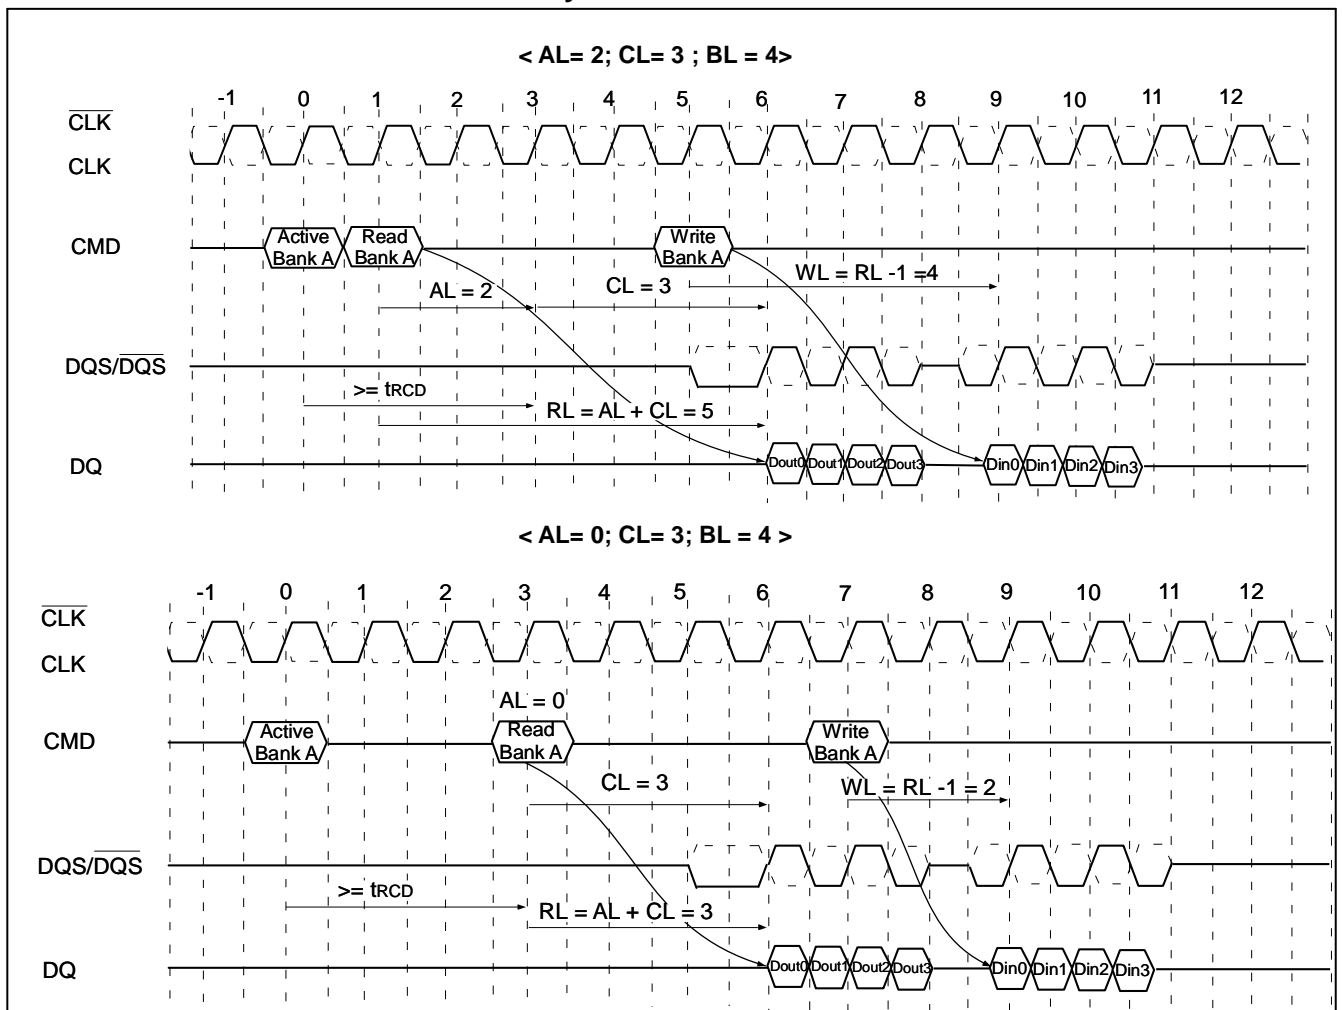 < AL= 2; CL= 3 ; BL = 4>
-1 0 1 2 3 4 5 6 7 8 9 10 11 12
CLK
CLK
CMD
Active Bank A
Read Bank A
Write Bank A
WL = RL -1 =4
AL = 2
CL = 3
DQS/DQS
>= tRCD
RL = AL + CL = 5
DQ
Dout0 Dout1 Dout2 Dout3 Din0 Din1 Din2 Din3
< AL= 0; CL= 3; BL = 4 >
-1 0 1 2 3 4 5 6 7 8 9 10 11 12
CLK
CLK
AL = 0
CMD
Active Bank A
Read Bank A
Write Bank A
CL = 3
WL = RL -1 = 2
DQS/DQS
>= tRCD
RL = AL + CL = 3
DQ
Dout0 Dout1 Dout2 Dout3 Din0 Din1 Din2 Din3